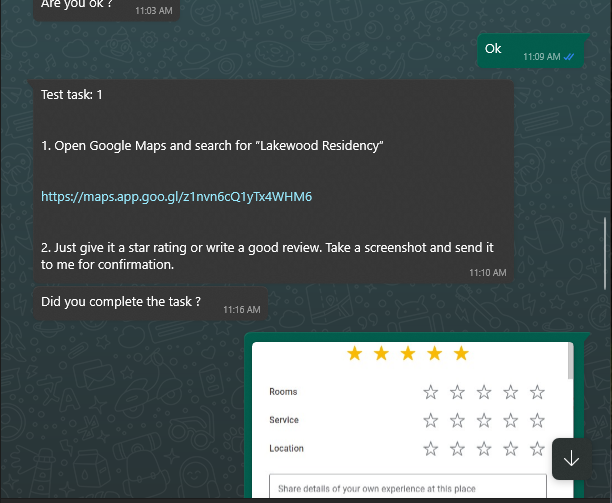 Are you ok ?
11:03 AM
Ok
11:09 AM
Test task: 1
1. Open Google Maps and search for "Lakewood Residency"
https://maps.app.goo.gl/z1nvn6cQ1yTx4WHM6
2. Just give it a star rating or write a good review. Take a screenshot and send it
to me for confirmation.
11:10 AM
Did you complete the task ?
11:16 AM
Rooms
Service
Location
Share details of your own experience at this place